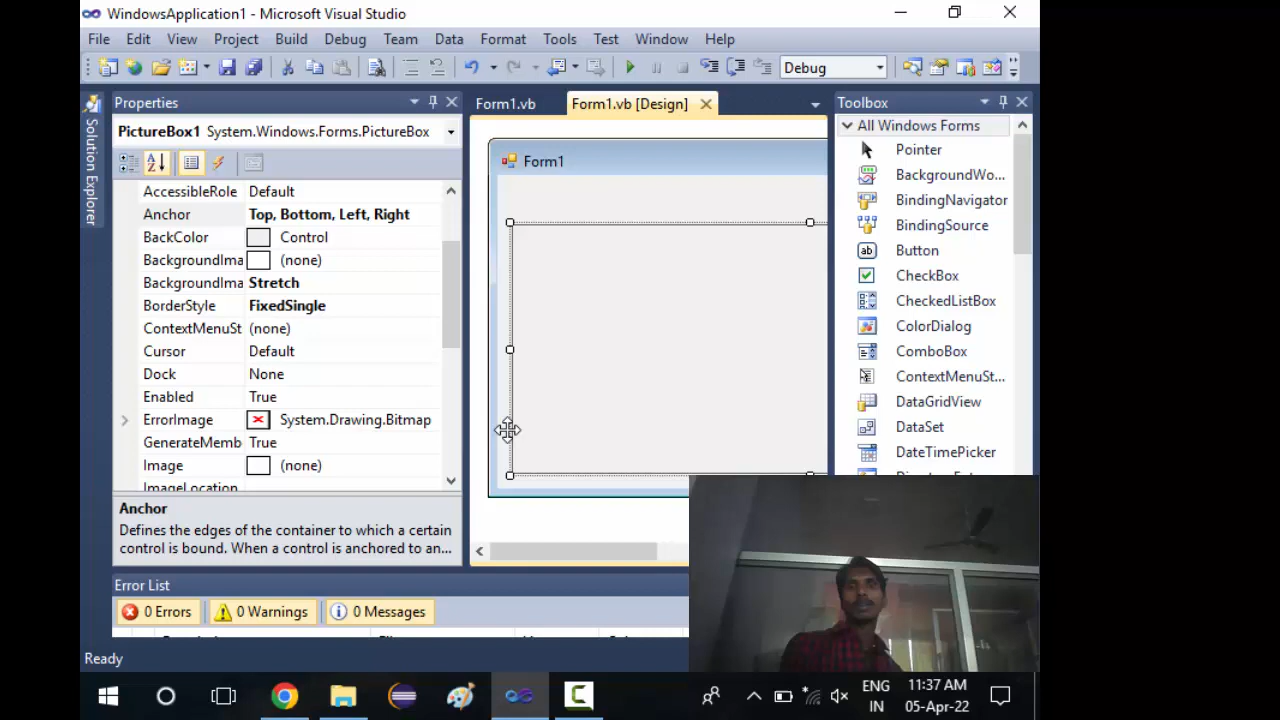 WindowsApplication1 - Microsoft Visual Studio
File Edit View Project Build Debug Team Data Format Tools Test Window Help
Debug
Solution Explorer
Properties
PictureBox1 System.Windows.Forms.PictureBox
AccessibleRole Default
Anchor Top, Bottom, Left, Right
BackColor Control
BackgroundIma (none)
BackgroundIma Stretch
BorderStyle FixedSingle
ContextMenuSt (none)
Cursor Default
Dock None
Enabled True
ErrorImage System.Drawing.Bitmap
GenerateMemb True
Image (none)
ImageLocation
Anchor
Defines the edges of the container to which a certain
control is bound. When a control is anchored to an...
Form1.vb Form1.vb [Design]
Form1
Toolbox
All Windows Forms
Pointer
BackgroundWo...
BindingNavigator
BindingSource
Button
CheckBox
CheckedListBox
ColorDialog
ComboBox
ContextMenuSt...
DataGridView
DataSet
DateTimePicker
Error List
0 Errors 0 Warnings 0 Messages
Ready
ENG
IN
11:37 AM
05-Apr-22